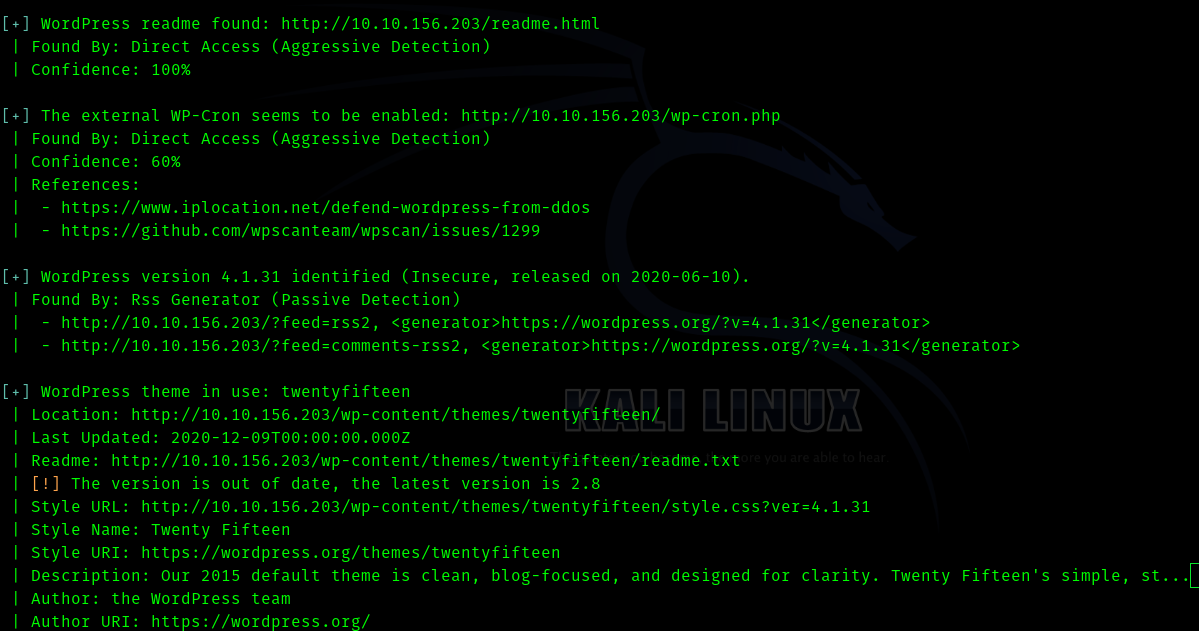 [+] WordPress readme found: http://10.10.156.203/readme.html
 | Found By: Direct Access (Aggressive Detection)
 | Confidence: 100%

[+] The external WP-Cron seems to be enabled: http://10.10.156.203/wp-cron.php
 | Found By: Direct Access (Aggressive Detection)
 | Confidence: 60%
 | References:
 |  - https://www.iplocation.net/defend-wordpress-from-ddos
 |  - https://github.com/wpscanteam/wpscan/issues/1299

[+] WordPress version 4.1.31 identified (Insecure, released on 2020-06-10).
 | Found By: Rss Generator (Passive Detection)
 |  - http://10.10.156.203/?feed=rss2, <generator>https://wordpress.org/?v=4.1.31</generator>
 |  - http://10.10.156.203/?feed=comments-rss2, <generator>https://wordpress.org/?v=4.1.31</generator>

[+] WordPress theme in use: twentyfifteen
 | Location: http://10.10.156.203/wp-content/themes/twentyfifteen/
KALI LINUX
 | Last Updated: 2020-12-09T00:00:00.000Z
 | Readme: http://10.10.156.203/wp-content/themes/twentyfifteen/readme.txt
you are able to hear.
 | [!] The version is out of date, the latest version is 2.8
 | Style URL: http://10.10.156.203/wp-content/themes/twentyfifteen/style.css?ver=4.1.31
 | Style Name: Twenty Fifteen
 | Style URI: https://wordpress.org/themes/twentyfifteen
 | Description: Our 2015 default theme is clean, blog-focused, and designed for clarity. Twenty Fifteen's simple, st...
 | Author: the WordPress team
 | Author URI: https://wordpress.org/